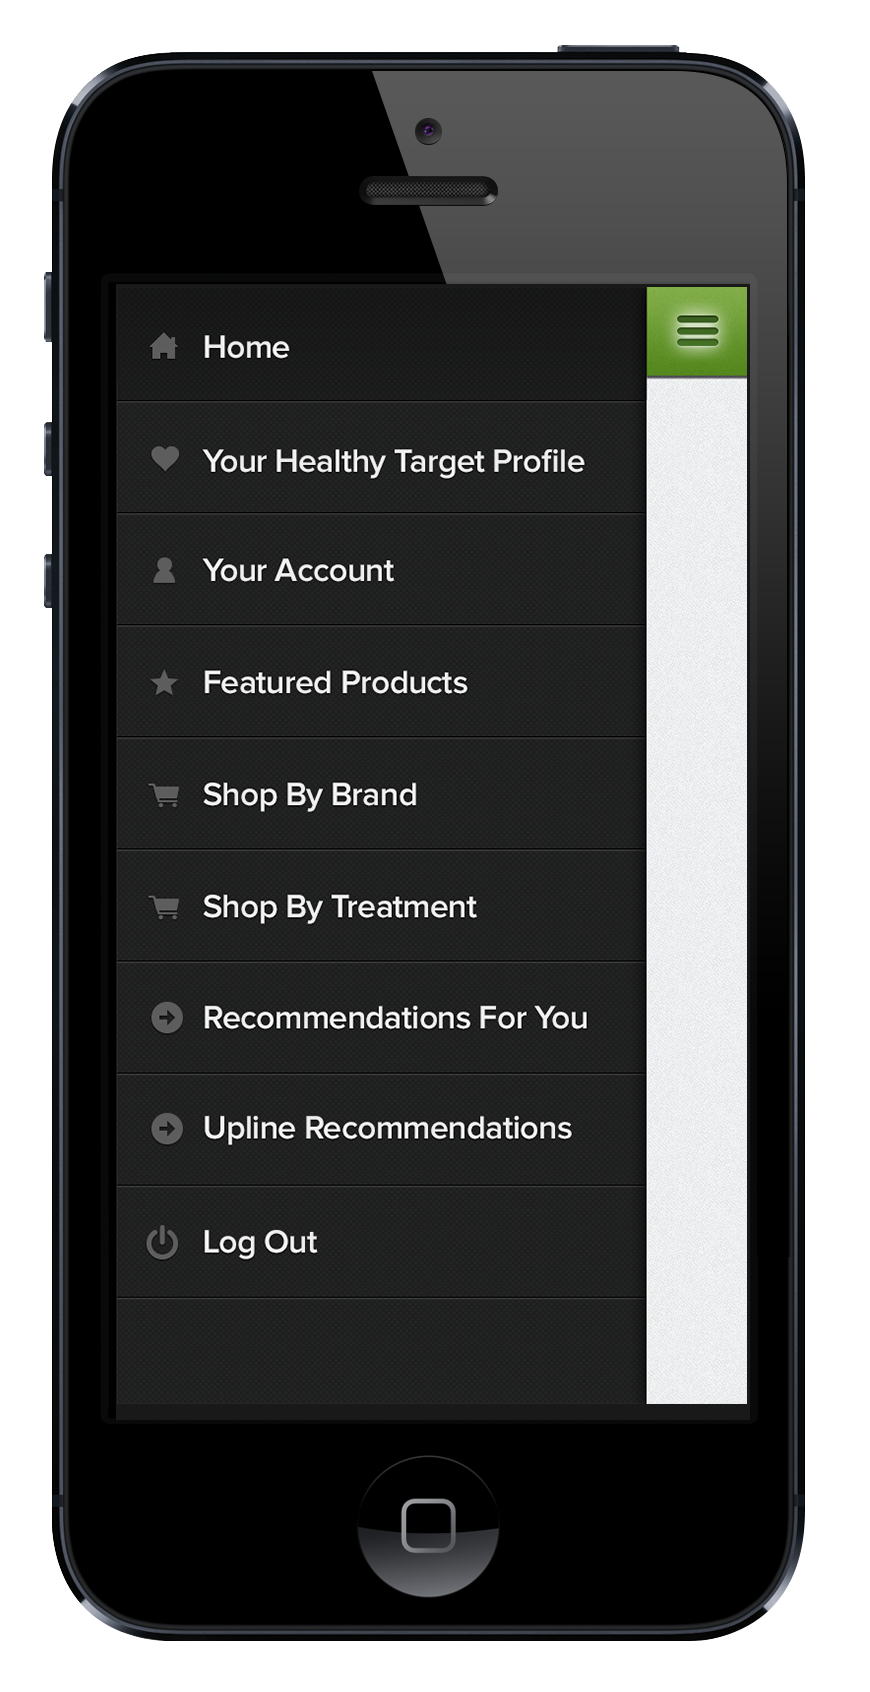 Home
Your Healthy Target Profile
Your Account
Featured Products
Shop By Brand
Shop By Treatment
Recommendations For You
Upline Recommendations
Log Out